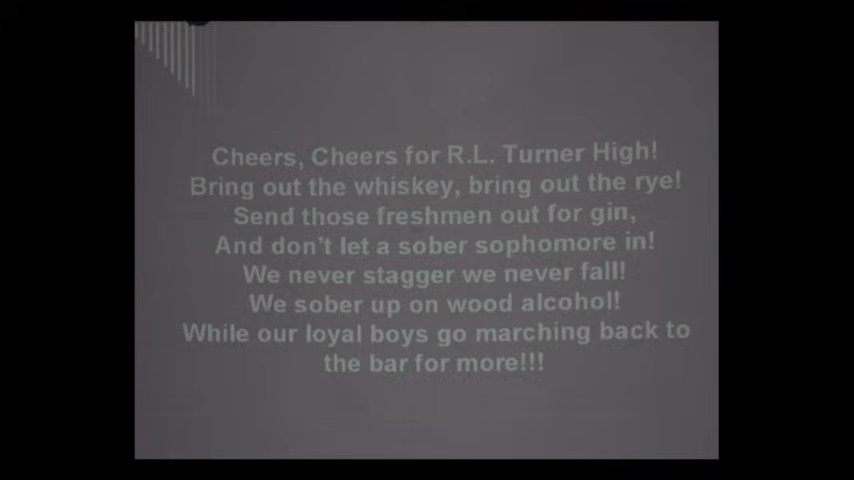 Cheers, Cheers for R.L. Turner High!
Bring out the whiskey, bring out the rye!
Send those freshmen out for gin,
And don't let a sober sophomore in!
We never stagger we never fall!
We sober up on wood alcohol!
While our loyal boys go marching back to
the bar for more!!!